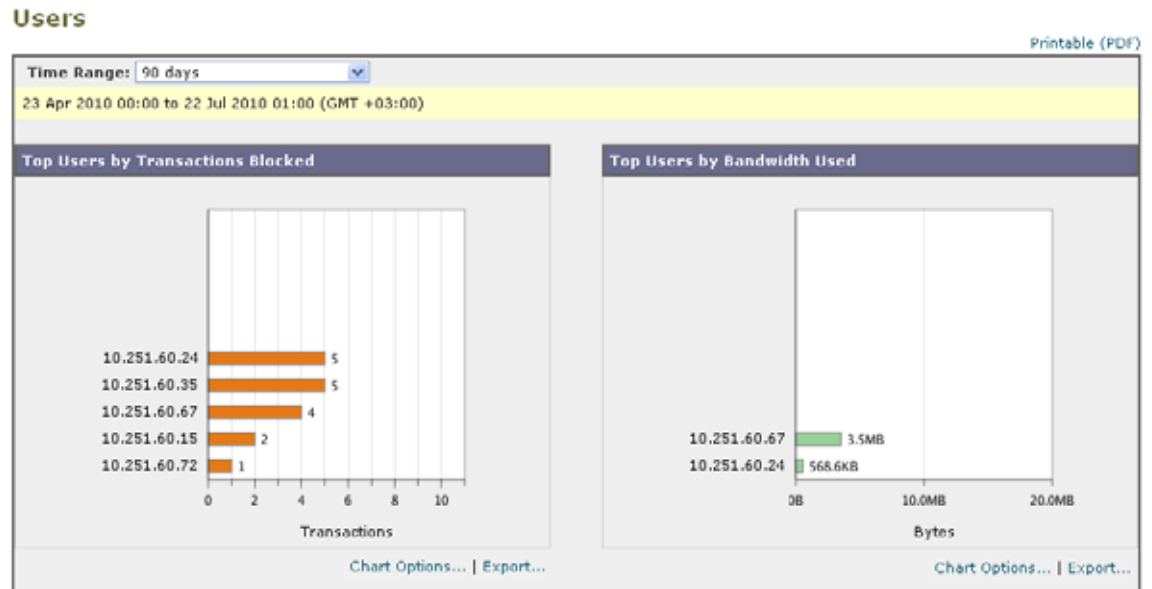 Users
Printable (PDF)
Time Range: 90 days
23 Apr 2010 00:00 to 22 Jul 2010 01:00 (GMT +03:00)
Top Users by Transactions Blocked
10.251.60.24 5
10.251.60.35 5
10.251.60.67 4
10.251.60.15 2
10.251.60.72 1
0 2 4 6 8 10
Transactions
Chart Options... | Export...
Top Users by Bandwidth Used
10.251.60.67 3.5MB
10.251.60.24 568.6KB
0B 10.0MB 20.0MB
Bytes
Chart Options... | Export...